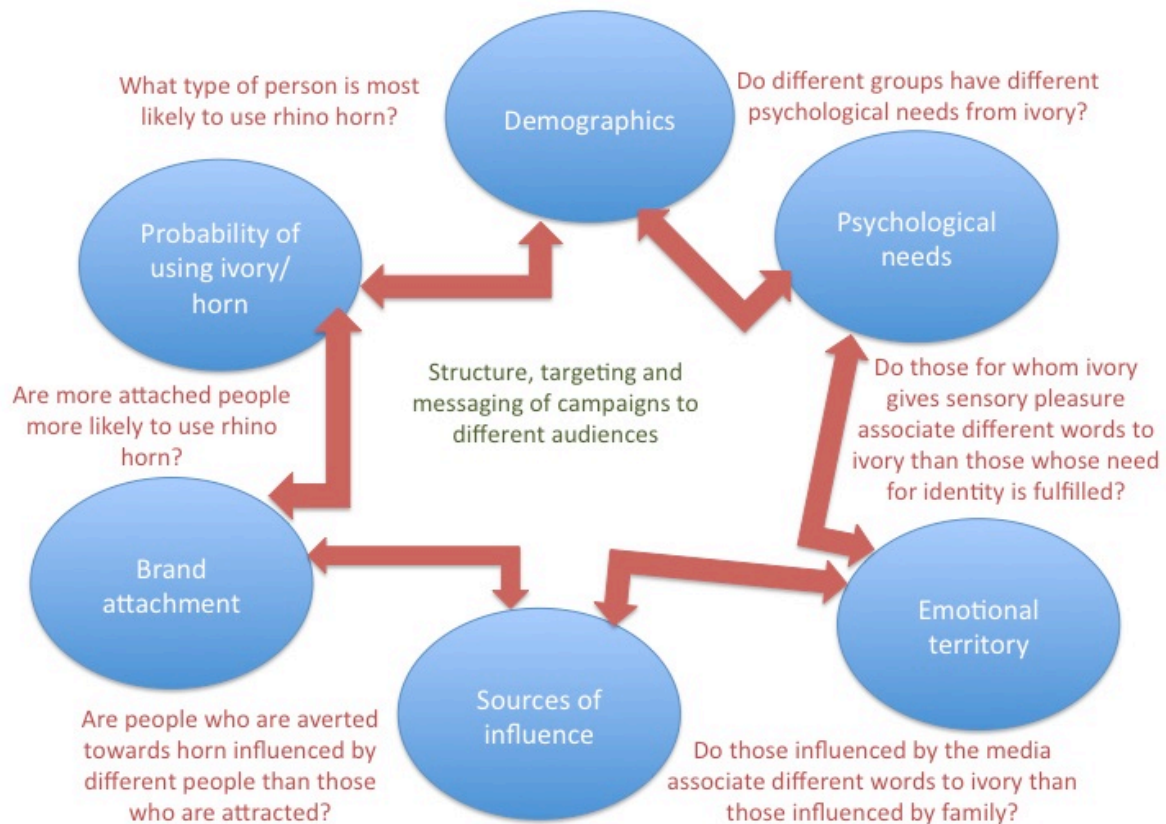 What type of person is most
likely to use rhino horn?
Demographics
Do different groups have different
psychological needs from ivory?
Probability of
using ivory/
horn
Psychological
needs
Structure, targeting and
messaging of campaigns to
different audiences
Do those for whom ivory
gives sensory pleasure
associate different words to
ivory than those whose need
for identity is fulfilled?
Are more attached people
more likely to use rhino
horn?
Brand
attachment
Emotional
territory
Sources of
influence
Are people who are averted
towards horn influenced by
different people than those
who are attracted?
Do those influenced by the media
associate different words to ivory than
those influenced by family?